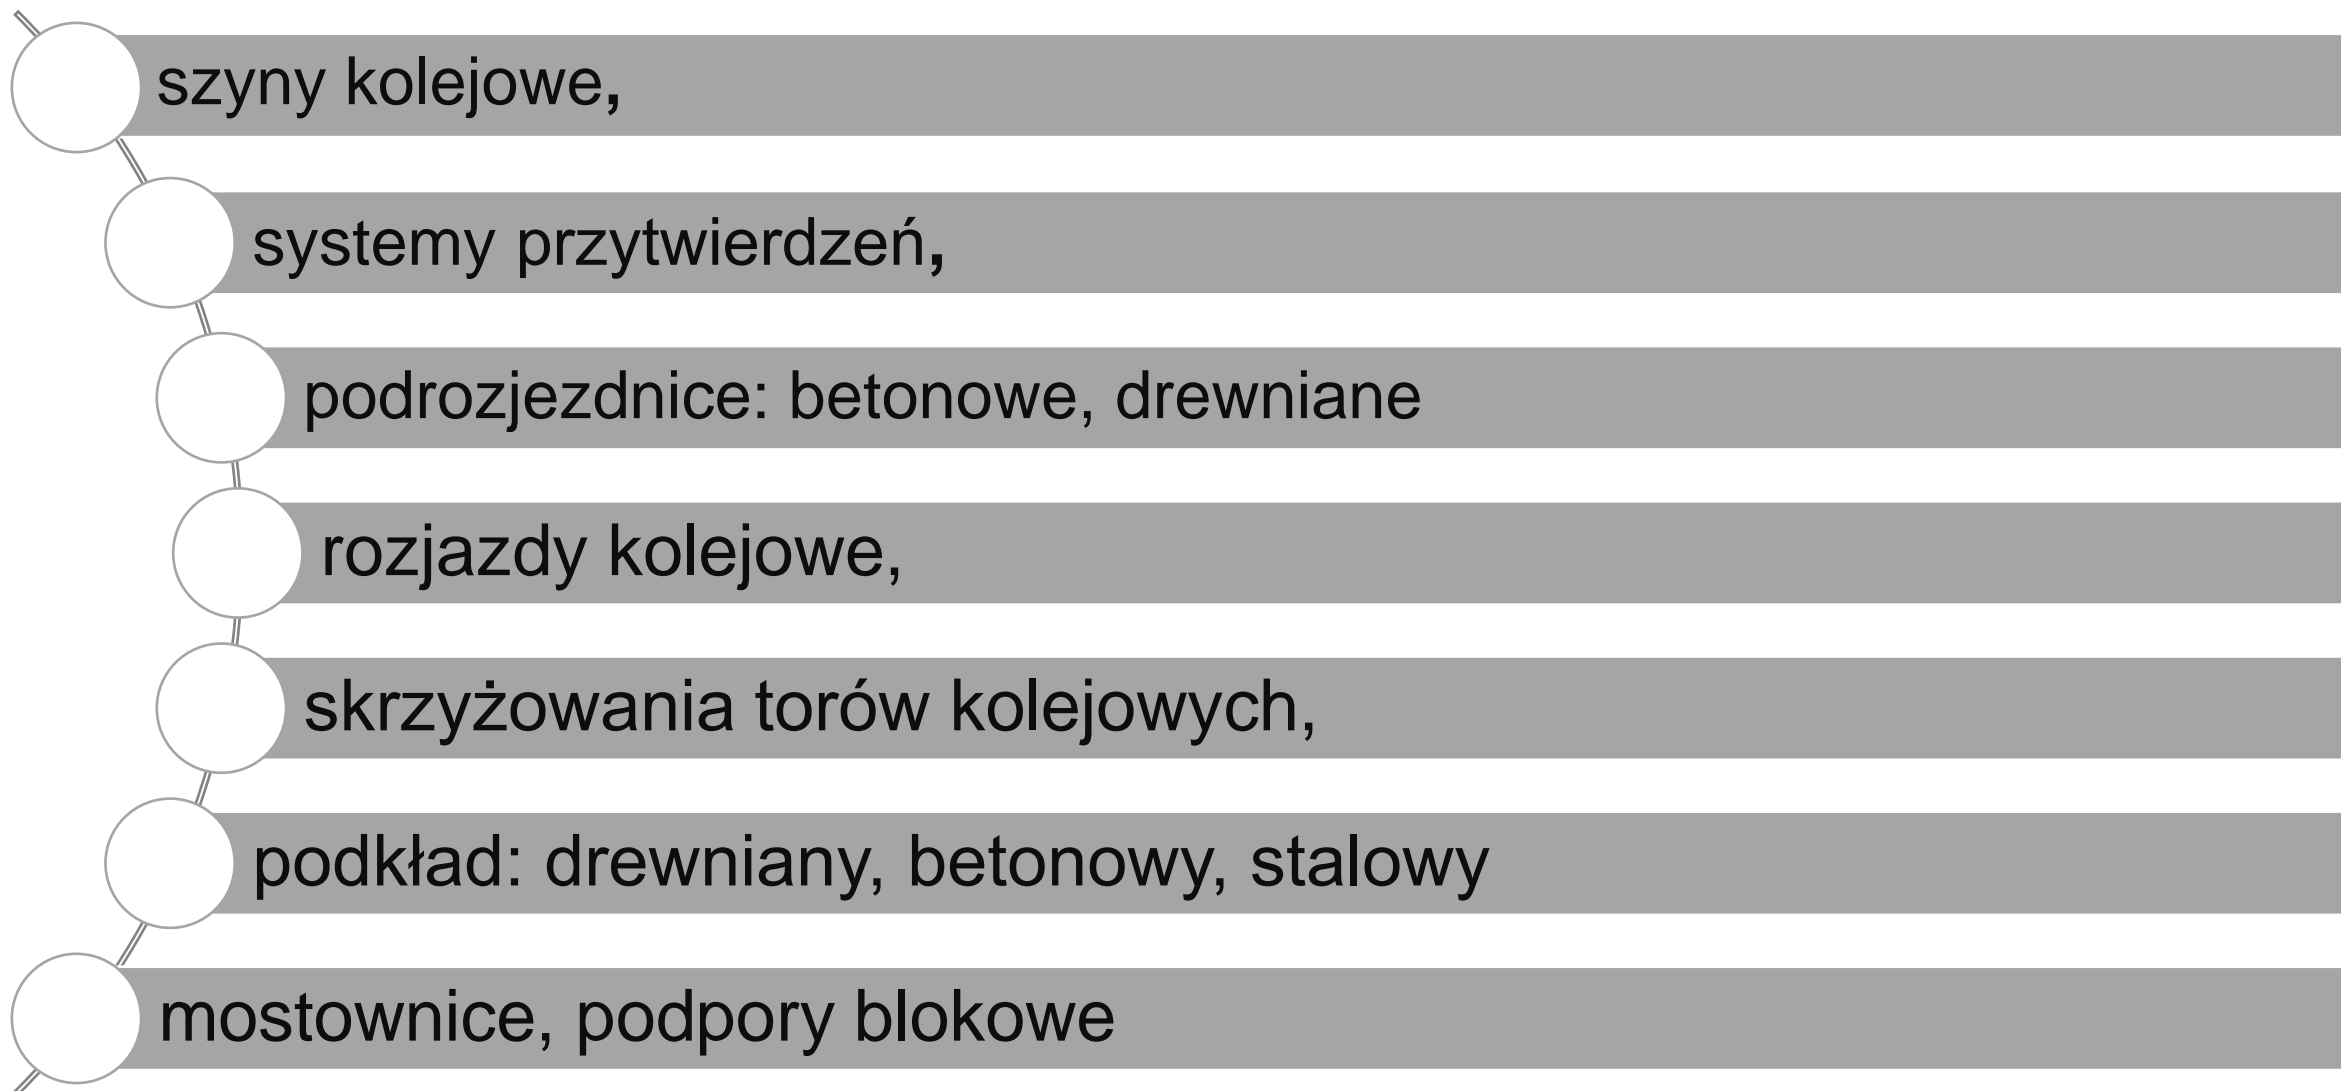 szyny kolejowe,
systemy przytwierdzeń,
podrozjezdnice: betonowe, drewniane
rozjazdy kolejowe,
skrzyżowania torów kolejowych,
podkład: drewniany, betonowy, stalowy
mostownice, podpory blokowe